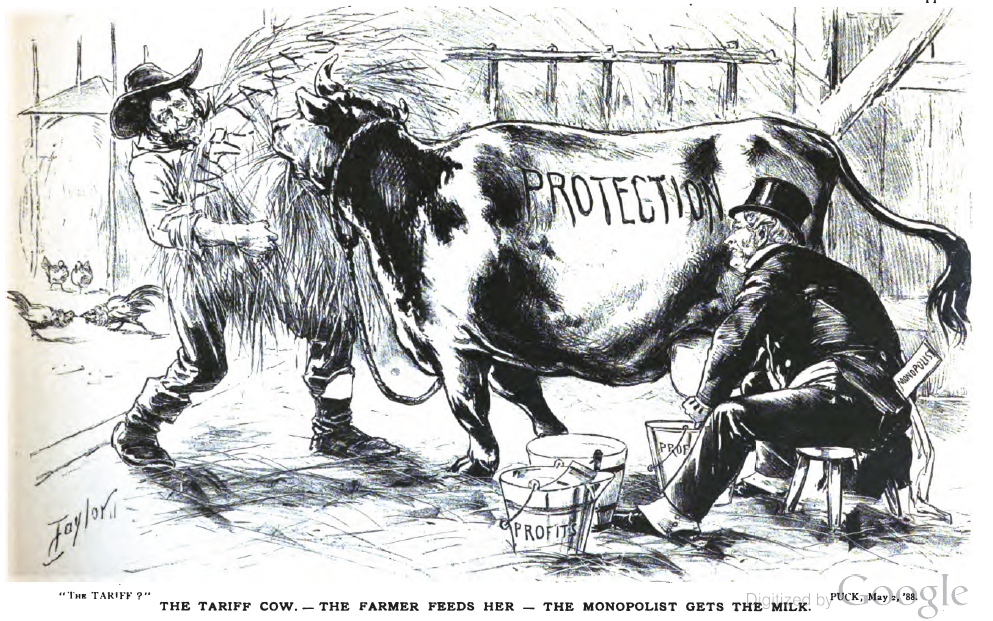 PROTECTION
MONOPOLIST
PROF
PROFITS
Taylor
"THE TARIFF?"
THE TARIFF COW. — THE FARMER FEEDS HER — THE MONOPOLIST GETS THE MILK.
PUCK, May 2, '88.
Digitized by Google